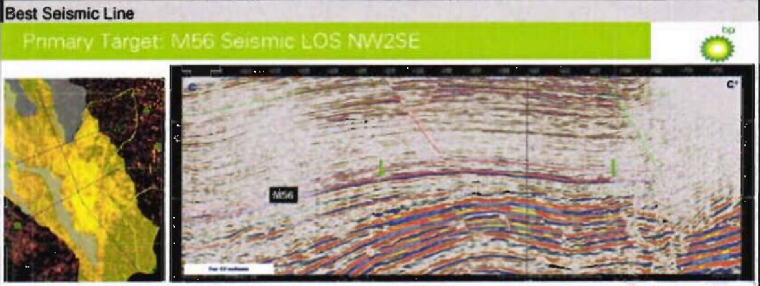 Best Seismic Line
Primary Target: M56 Seismic LOS NW2SE
bp
C
C'
M56